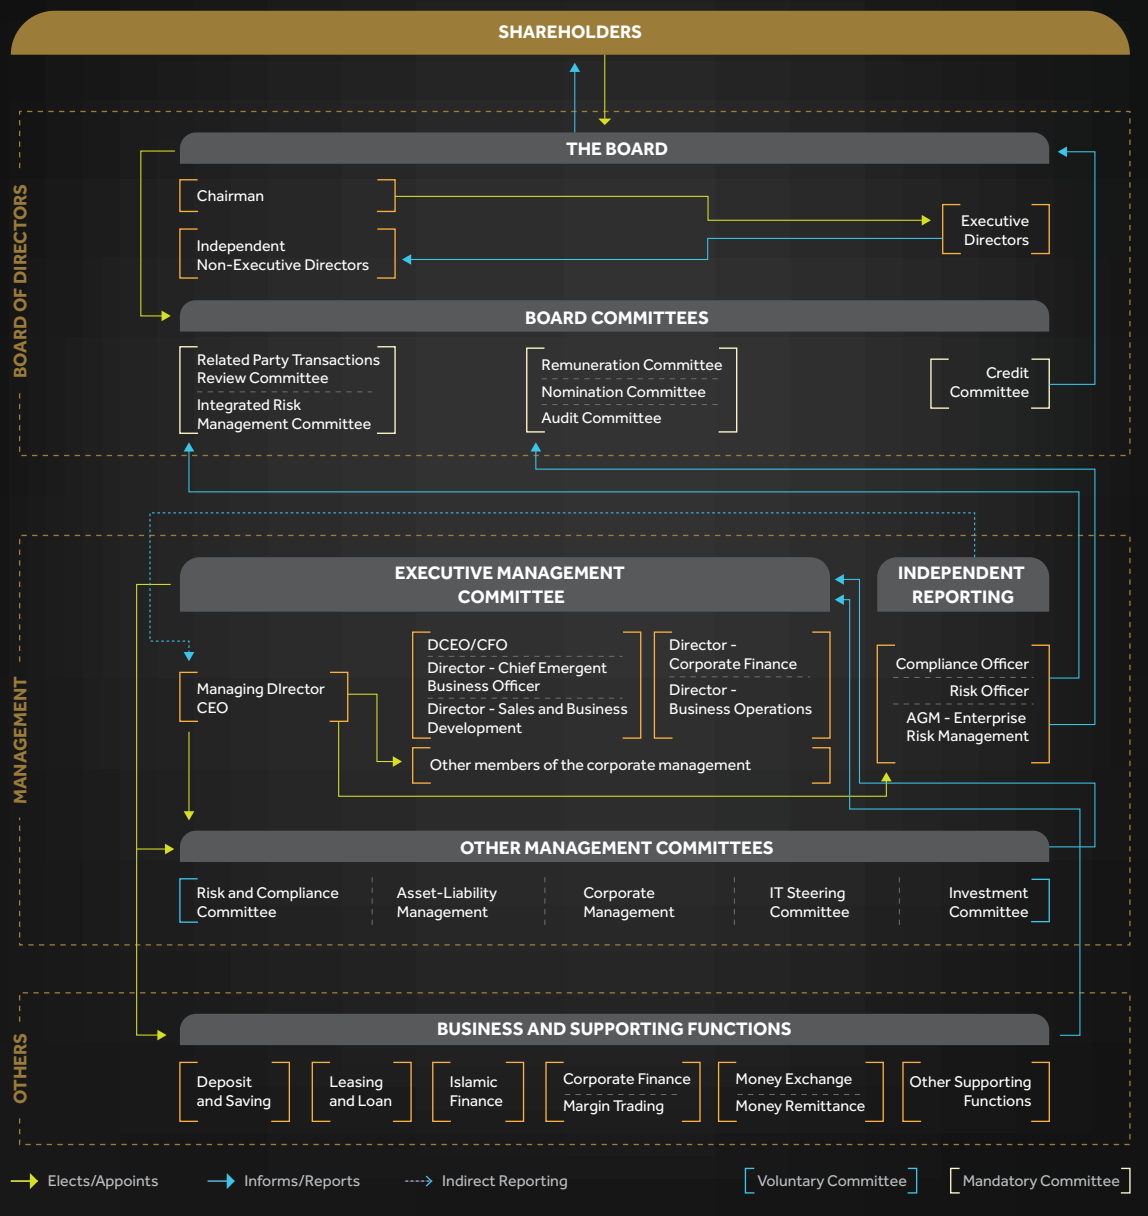 SHAREHOLDERS
BOARD OF DIRECTORS
THE BOARD
Chairman
Independent
Non-Executive Directors
Executive
Directors
BOARD COMMITTEES
Related Party Transactions
Review Committee
Integrated Risk
Management Committee
Remuneration Committee
Nomination Committee
Audit Committee
Credit
Committee
MANAGEMENT
EXECUTIVE MANAGEMENT
COMMITTEE
INDEPENDENT
REPORTING
Managing DIrector
CEO
DCEO/CFO
Director - Chief Emergent
Business Officer
Director - Sales and Business
Development
Director -
Corporate Finance
Director -
Business Operations
Other members of the corporate management
Compliance Officer
Risk Officer
AGM - Enterprise
Risk Management
OTHER MANAGEMENT COMMITTEES
Risk and Compliance
Committee
Asset-Liability
Management
Corporate
Management
IT Steering
Committee
Investment
Committee
OTHERS
BUSINESS AND SUPPORTING FUNCTIONS
Deposit
and Saving
Leasing
and Loan
Islamic
Finance
Corporate Finance
Margin Trading
Money Exchange
Money Remittance
Other Supporting
Functions
Elects/Appoints
Informs/Reports
Indirect Reporting
Voluntary Committee
Mandatory Committee